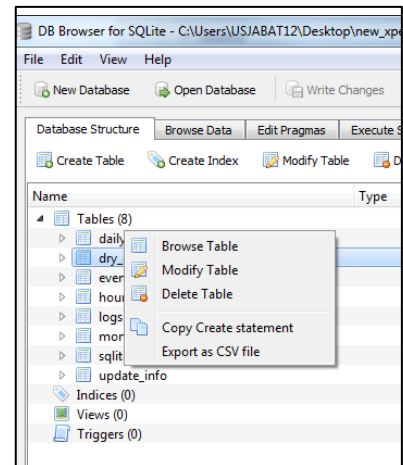 DB Browser for SQLite - C:\Users\USJABAT12\Desktop\new_xpe
File Edit View Help
New Database Open Database Write Changes
Database Structure Browse Data Edit Pragmas Execute S
Create Table Create Index Modify Table D
Name Type
Tables (8)
daily
dry_
Browse Table
even
Modify Table
hour
Delete Table
logs
mon
Copy Create statement
sqlit
Export as CSV file
update_info
Indices (0)
Views (0)
Triggers (0)